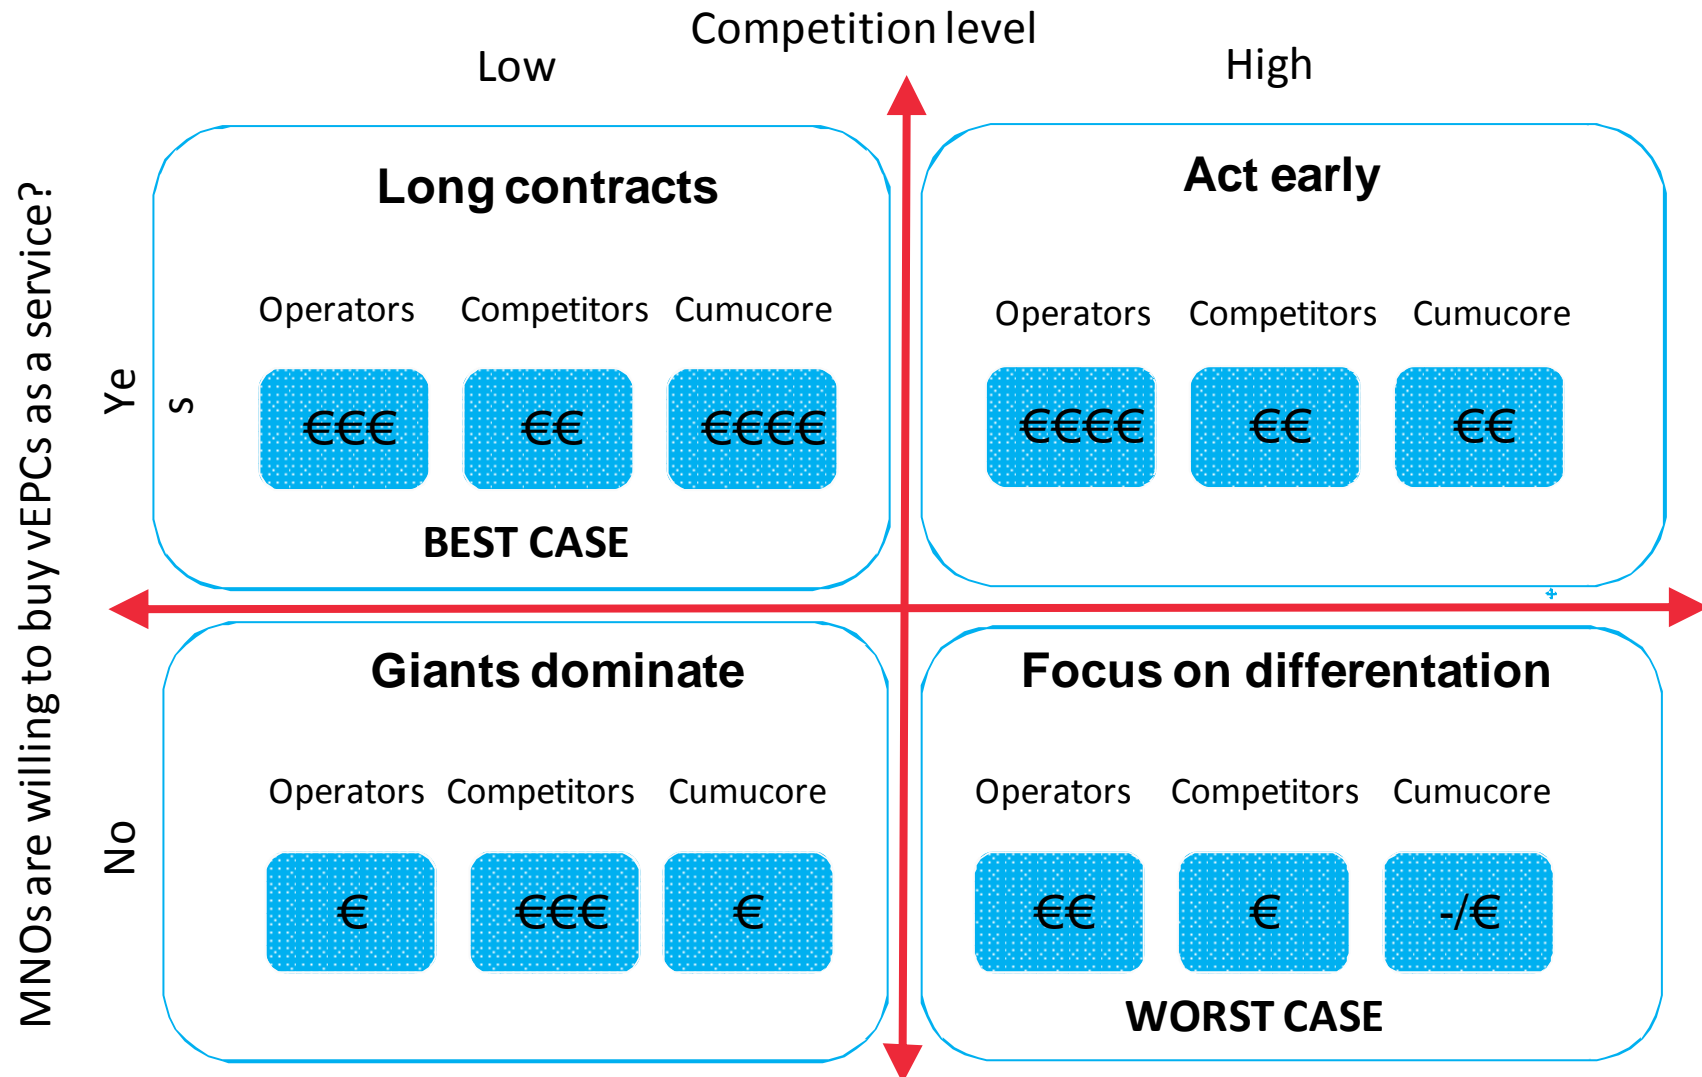 Competition level
Low
High
MNOs are willing to buy vEPCs as a service?
Ye
s
Long contracts
Operators Competitors Cumucore
€€€ €€ €€€€
BEST CASE
Act early
Operators Competitors Cumucore
€€€€ €€ €€
No
Giants dominate
Operators Competitors Cumucore
€ €€€ €
Focus on differentation
Operators Competitors Cumucore
€€ € -/€
WORST CASE